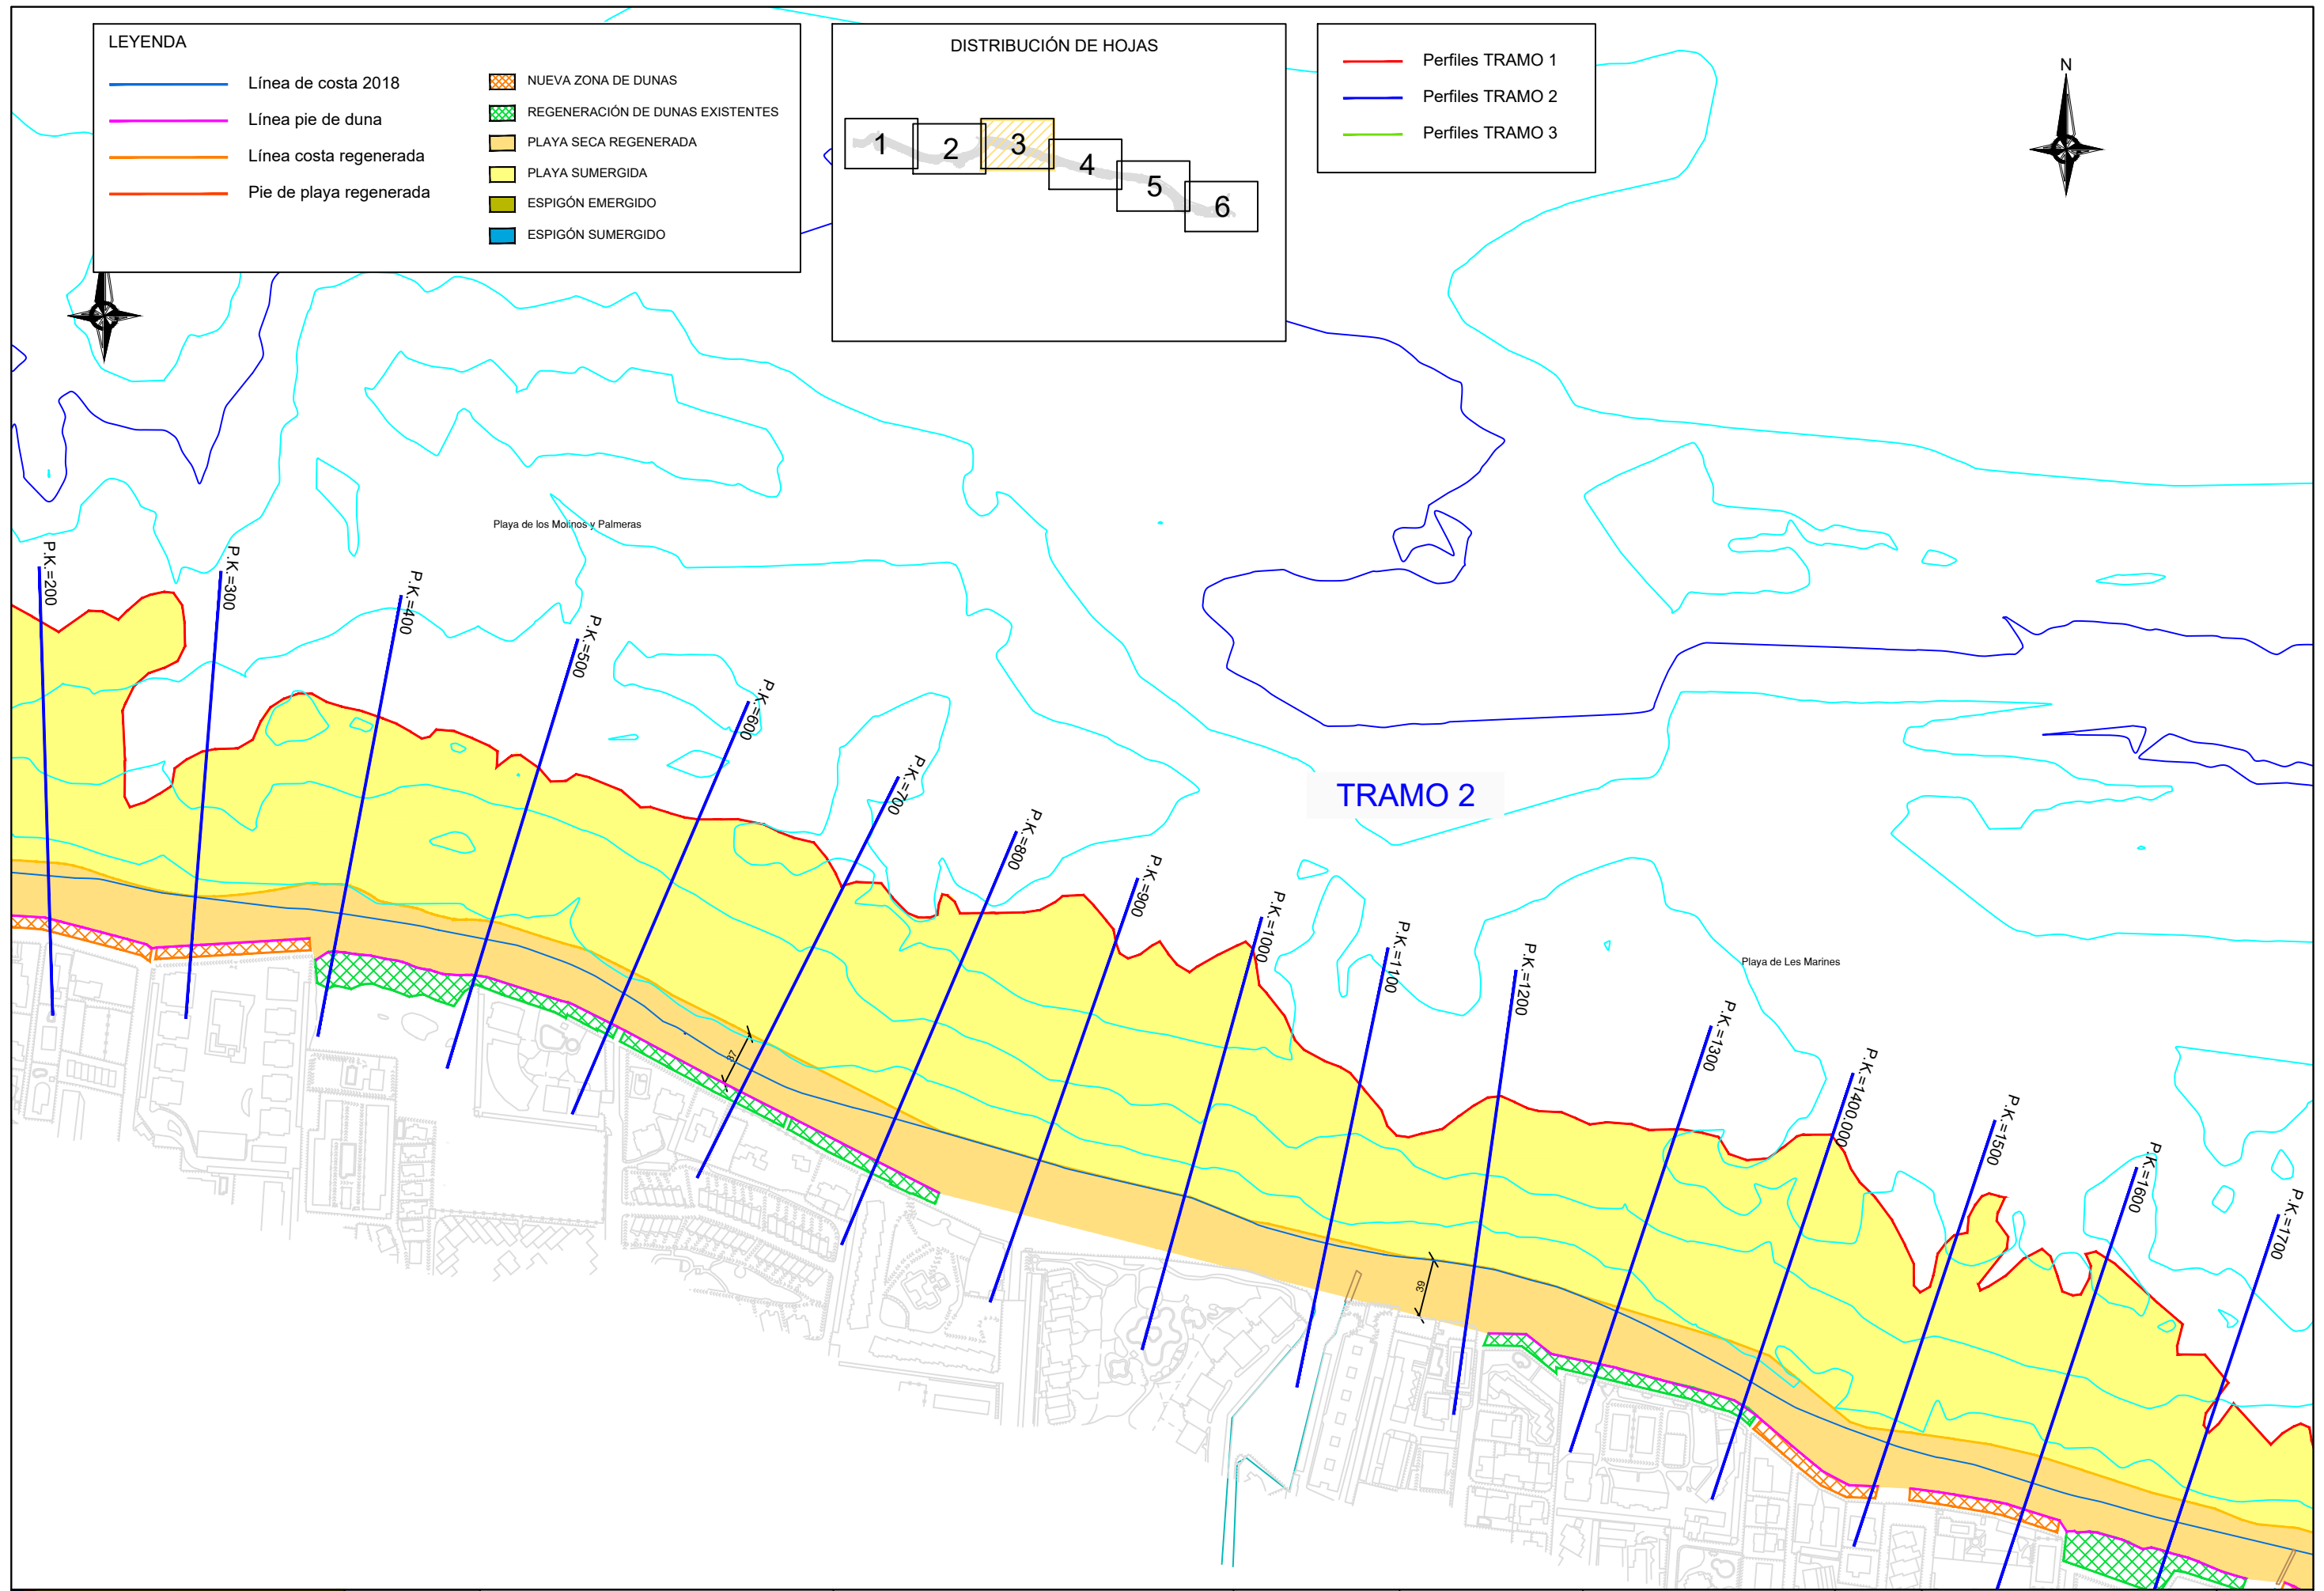 LEYENDA
Línea de costa 2018
Línea pie de duna
Línea costa regenerada
Pie de playa regenerada
NUEVA ZONA DE DUNAS
REGENERACIÓN DE DUNAS EXISTENTES
PLAYA SECA REGENERADA
PLAYA SUMERGIDA
ESPIGÓN EMERGIDO
ESPIGÓN SUMERGIDO
DISTRIBUCIÓN DE HOJAS
1
2
3
4
5
6
Perfiles TRAMO 1
Perfiles TRAMO 2
Perfiles TRAMO 3
N
Playa de los Molinos y Palmeras
P.K.=200
P.K.=300
P.K.=400
P.K.=500
P.K.=600
P.K.=700
P.K.=800
P.K.=900
P.K.=1000
P.K.=1100
P.K.=1200
P.K.=1300
P.K.=1400.000
P.K.=1500
P.K.=1600
P.K.=1700
TRAMO 2
Playa de Les Marines
37
39